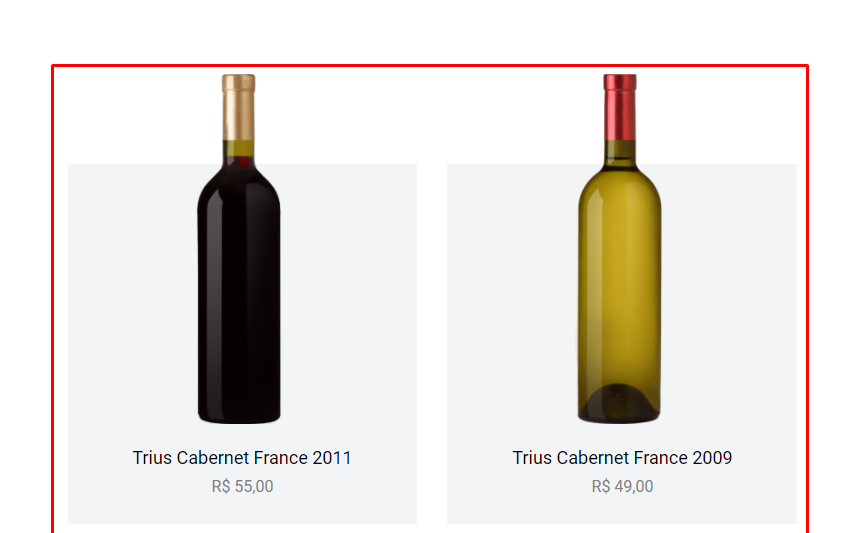 Trius Cabernet France 2011
R$ 55,00
Trius Cabernet France 2009
R$ 49,00